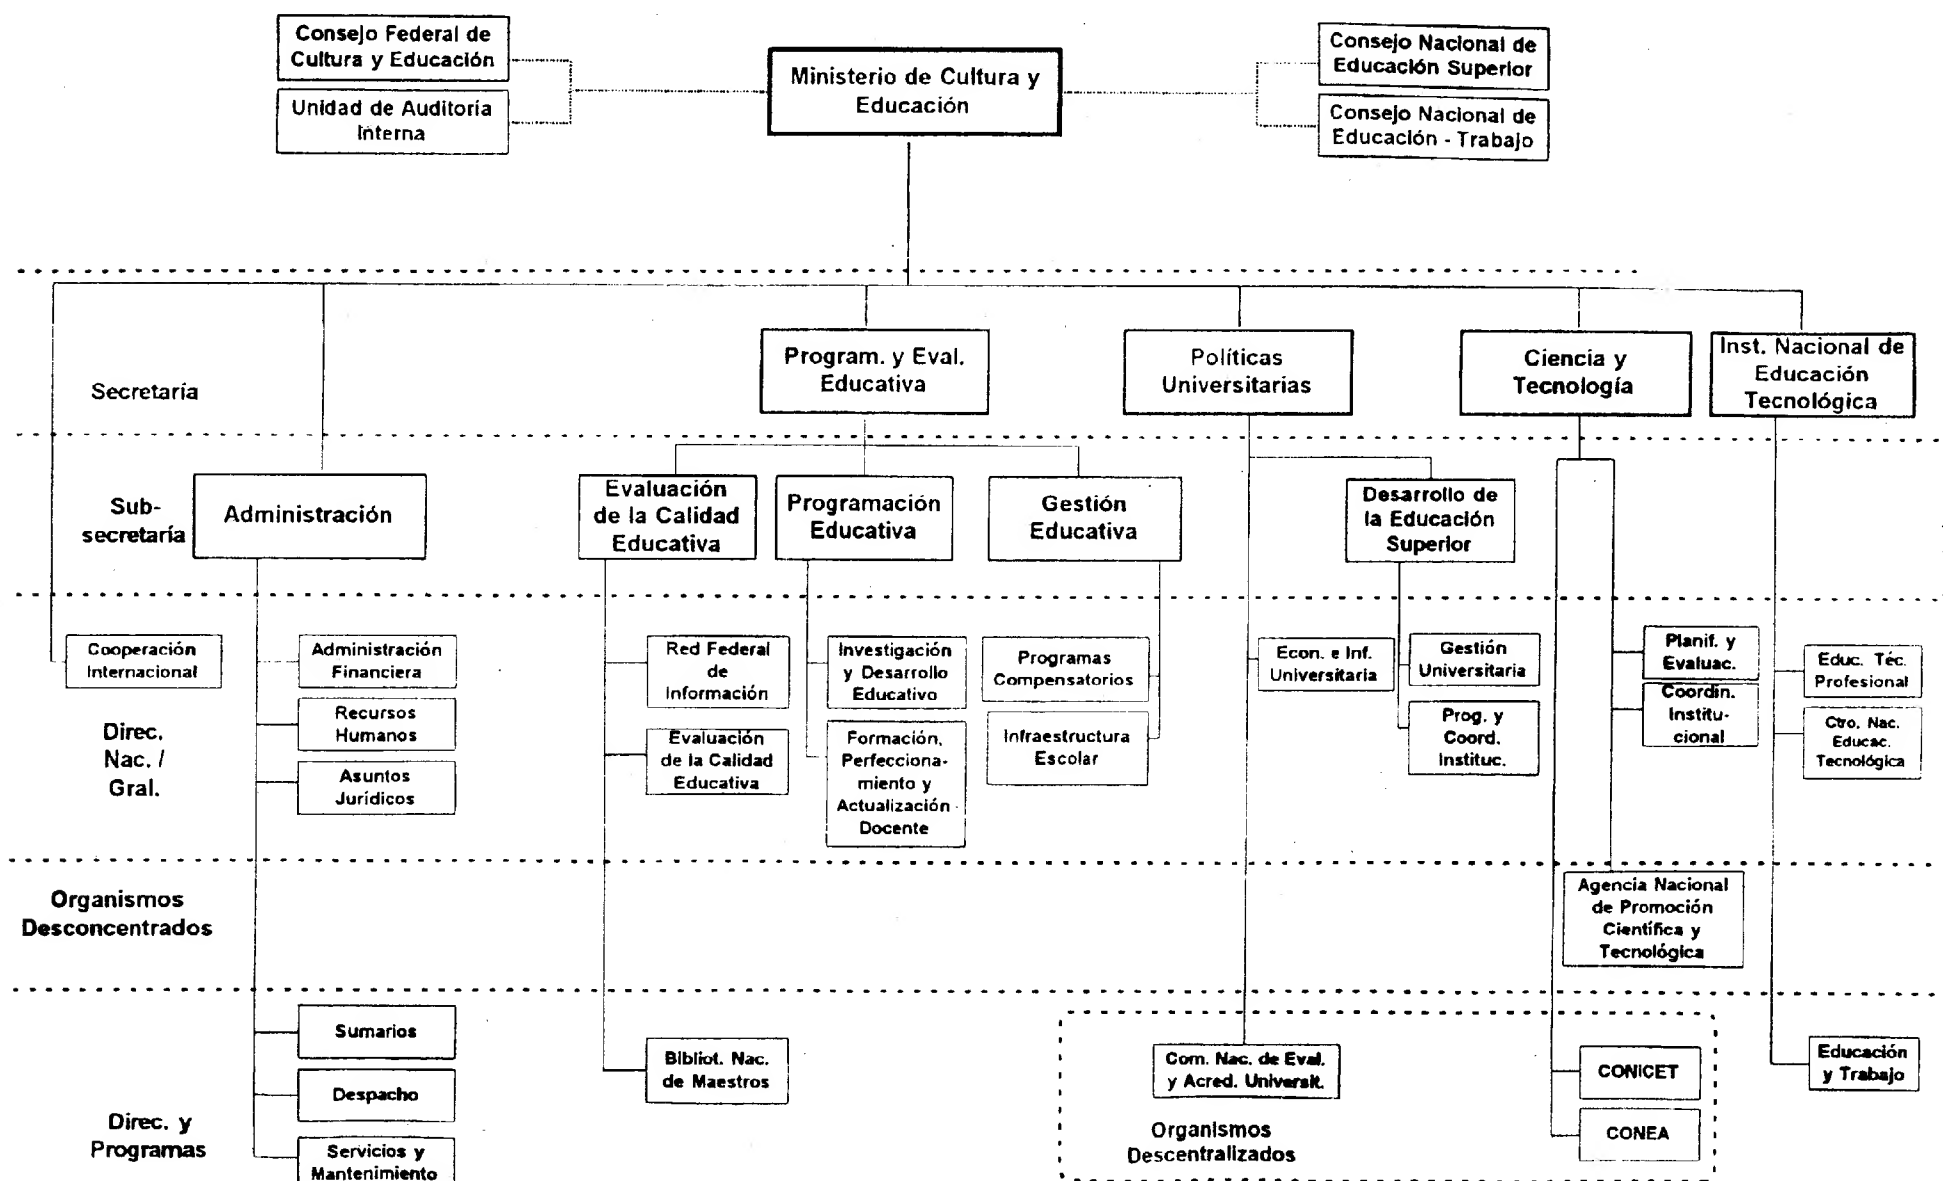 Consejo Federal de
Cultura y Educación
Unidad de Auditoría
Interna
Ministerio de Cultura y
Educación
Consejo Nacional de
Educación Superior
Consejo Nacional de
Educación - Trabajo
Secretaría
Program. y Eval.
Educativa
Políticas
Universitarias
Ciencia y
Tecnología
Inst. Nacional de
Educación
Tecnológica
Sub-
secretaría
Administración
Evaluación
de la Calidad
Educativa
Programación
Educativa
Gestión
Educativa
Desarrollo de
la Educación
Superior
Direc.
Nac. /
Gral.
Cooperación
Internacional
Administración
Financiera
Recursos
Humanos
Asuntos
Jurídicos
Red Federal
de
Información
Evaluación
de la Calidad
Educativa
Investigación
y Desarrollo
Educativo
Formación,
Perfecciona-
miento y
Actualización
Docente
Programas
Compensatorios
Infraestructura
Escolar
Econ. e Inf.
Universitaria
Gestión
Universitaria
Prog. y
Coord.
Instituc.
Planif. y
Evaluac.
Coordin.
Institu-
cional
Educ. Téc.
Profesional
Ctro. Nac.
Educac.
Tecnológica
Organismos
Desconcentrados
Agencia Nacional
de Promoción
Científica y
Tecnológica
Direc. y
Programas
Sumarios
Despacho
Servicios y
Mantenimiento
Bibliot. Nac.
de Maestros
Com. Nac. de Eval.
y Acred. Universit.
Organismos
Descentralizados
CONICET
CONEA
Educación
y Trabajo